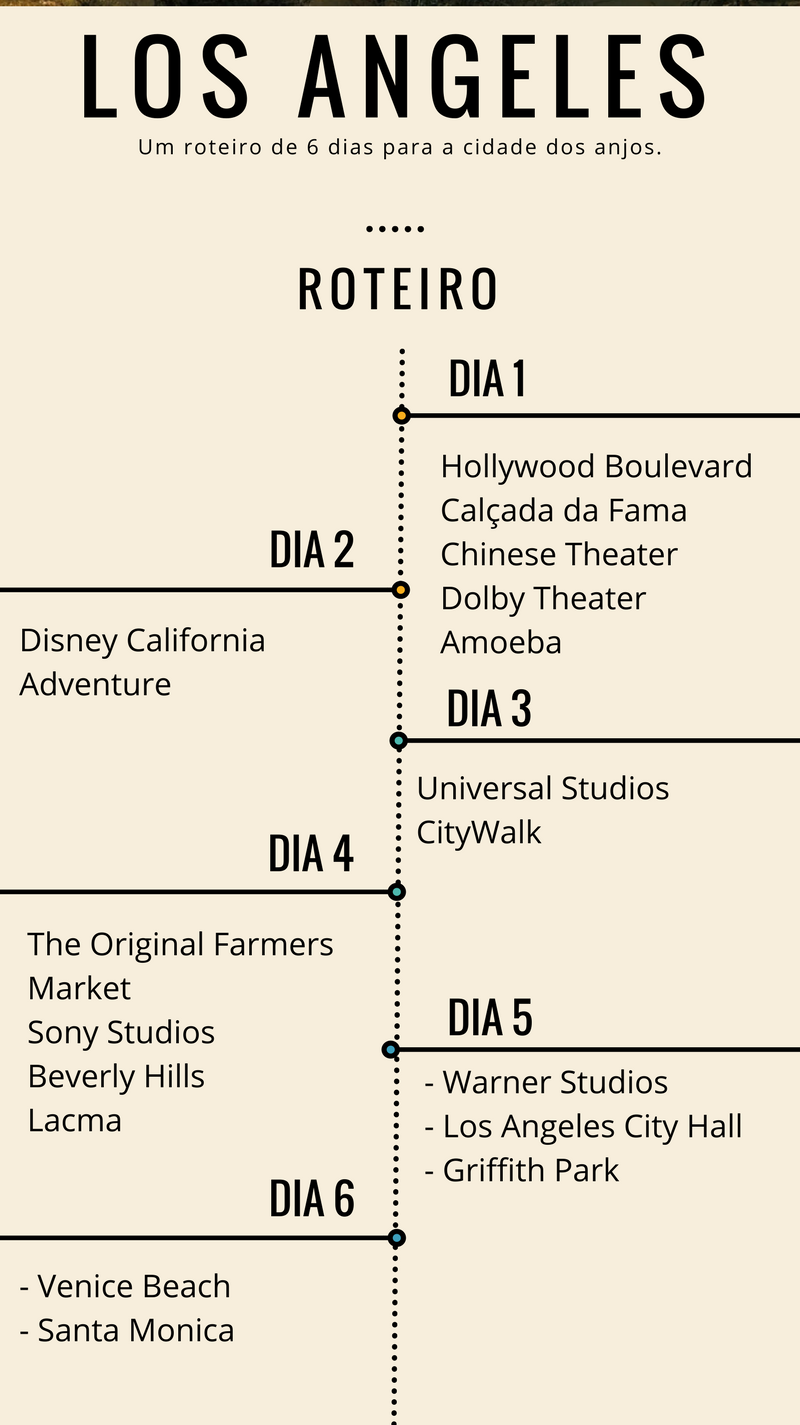 LOS ANGELES
Um roteiro de 6 dias para a cidade dos anjos.
ROTEIRO
DIA 1
Hollywood Boulevard
Calçada da Fama
Chinese Theater
Dolby Theater
Amoeba
DIA 2
Disney California
Adventure
DIA 3
Universal Studios
CityWalk
DIA 4
The Original Farmers
Market
Sony Studios
Beverly Hills
Lacma
DIA 5
- Warner Studios
- Los Angeles City Hall
- Griffith Park
DIA 6
- Venice Beach
- Santa Monica